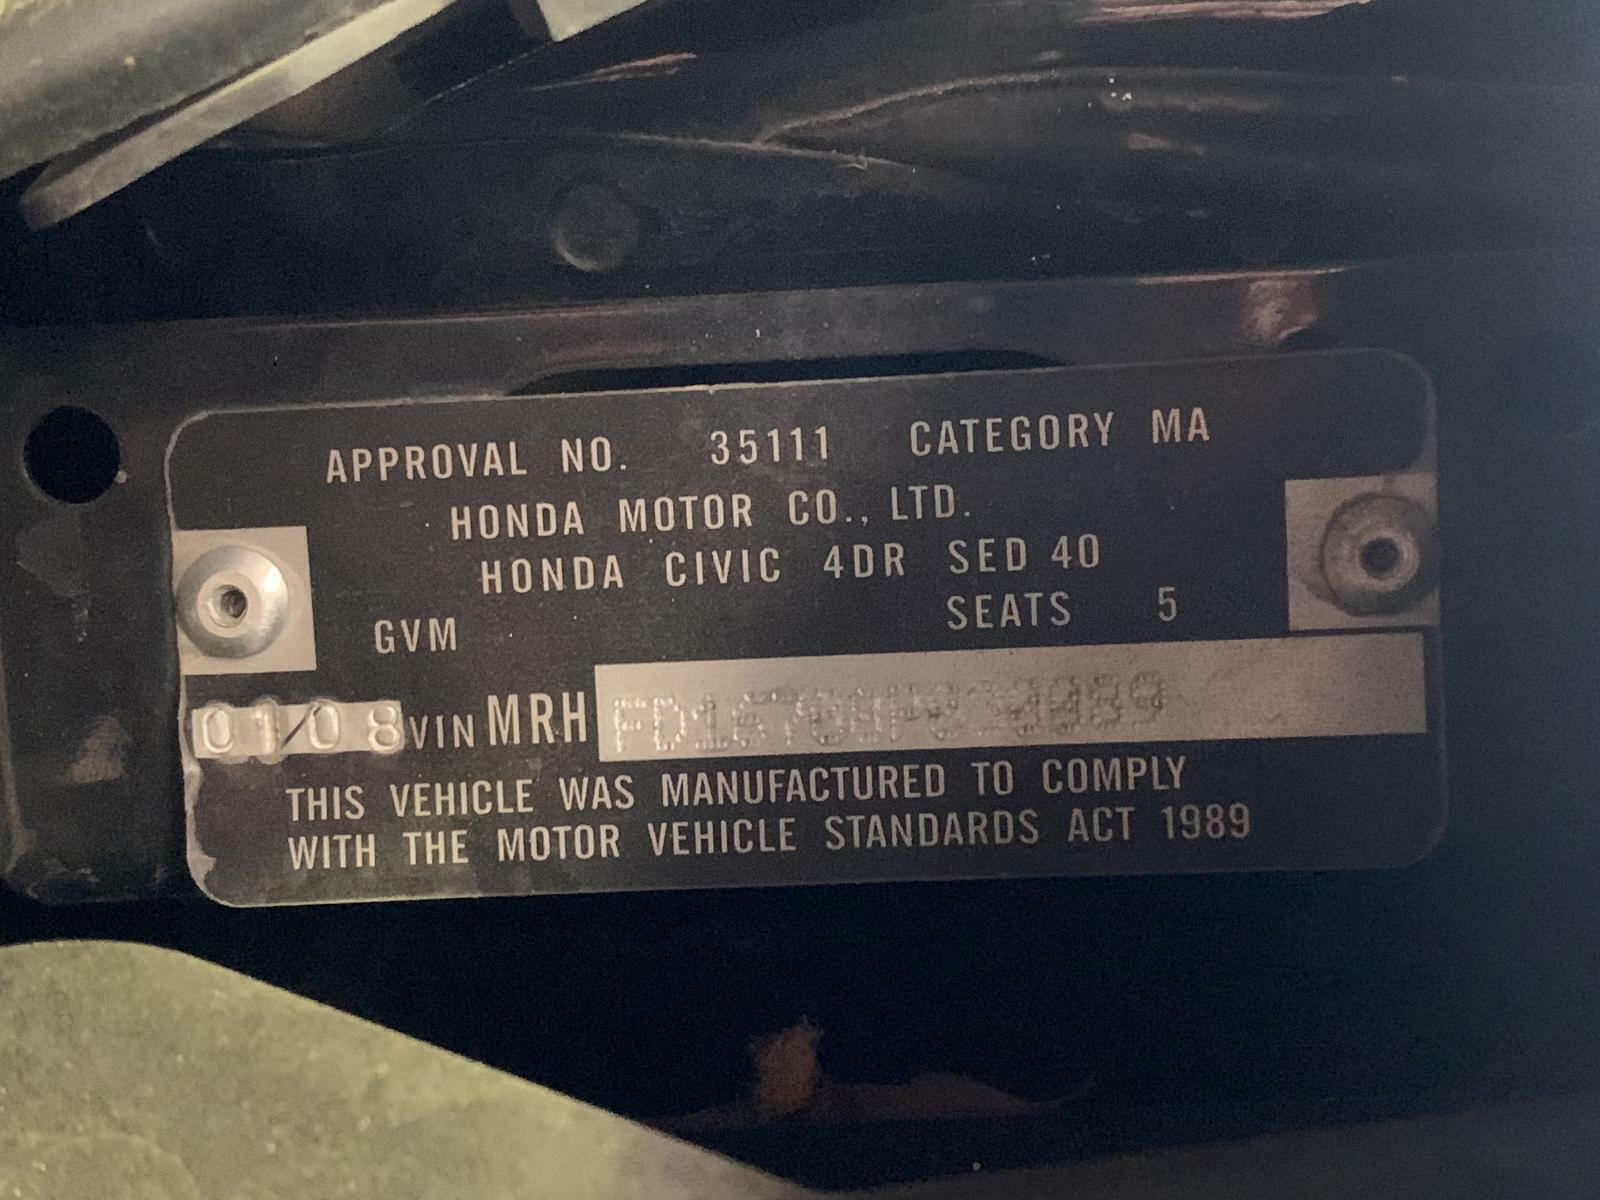 APPROVAL NO. 35111 CATEGORY MA
HONDA MOTOR CO., LTD.
HONDA CIVIC 4DR SED 40
GVM SEATS 5
01/08 VIN MRH
THIS VEHICLE WAS MANUFACTURED TO COMPLY
WITH THE MOTOR VEHICLE STANDARDS ACT 1989